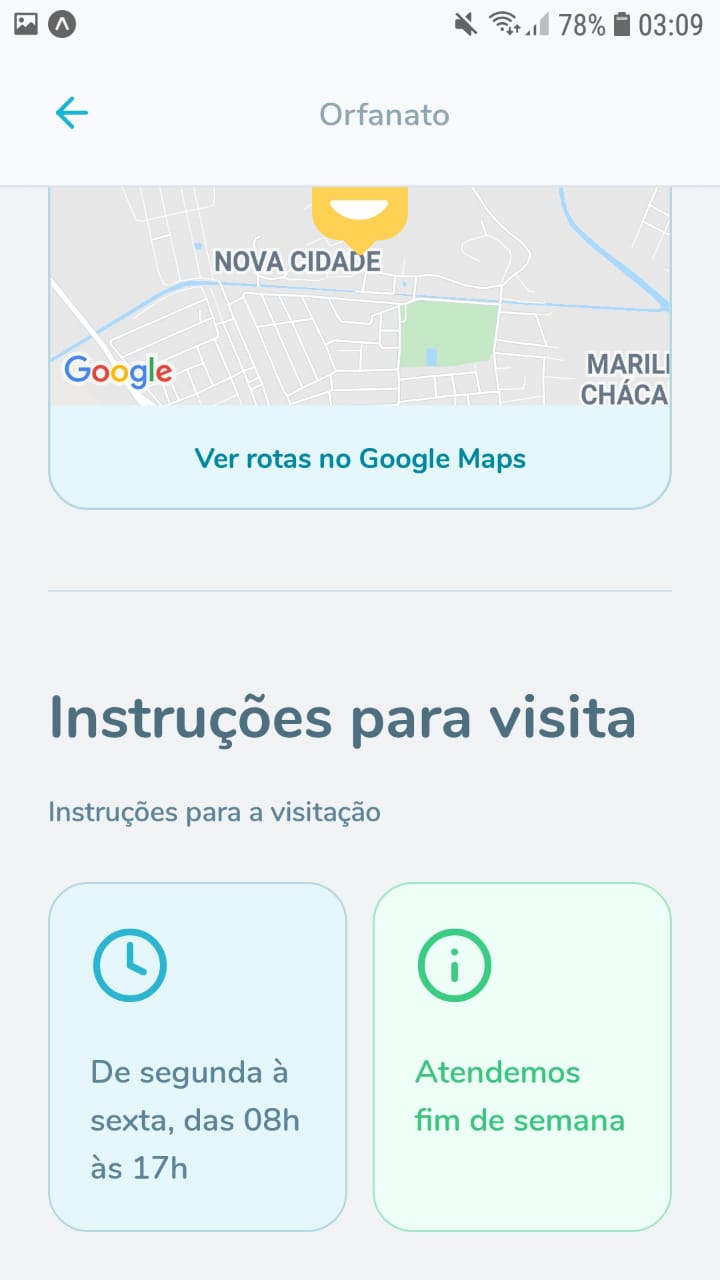 78% 03:09
Orfanato
NOVA CIDADE
Google
MARILI
CHÁCA
Ver rotas no Google Maps
Instruções para visita
Instruções para a visitação
De segunda à
sexta, das 08h
às 17h
Atendemos
fim de semana